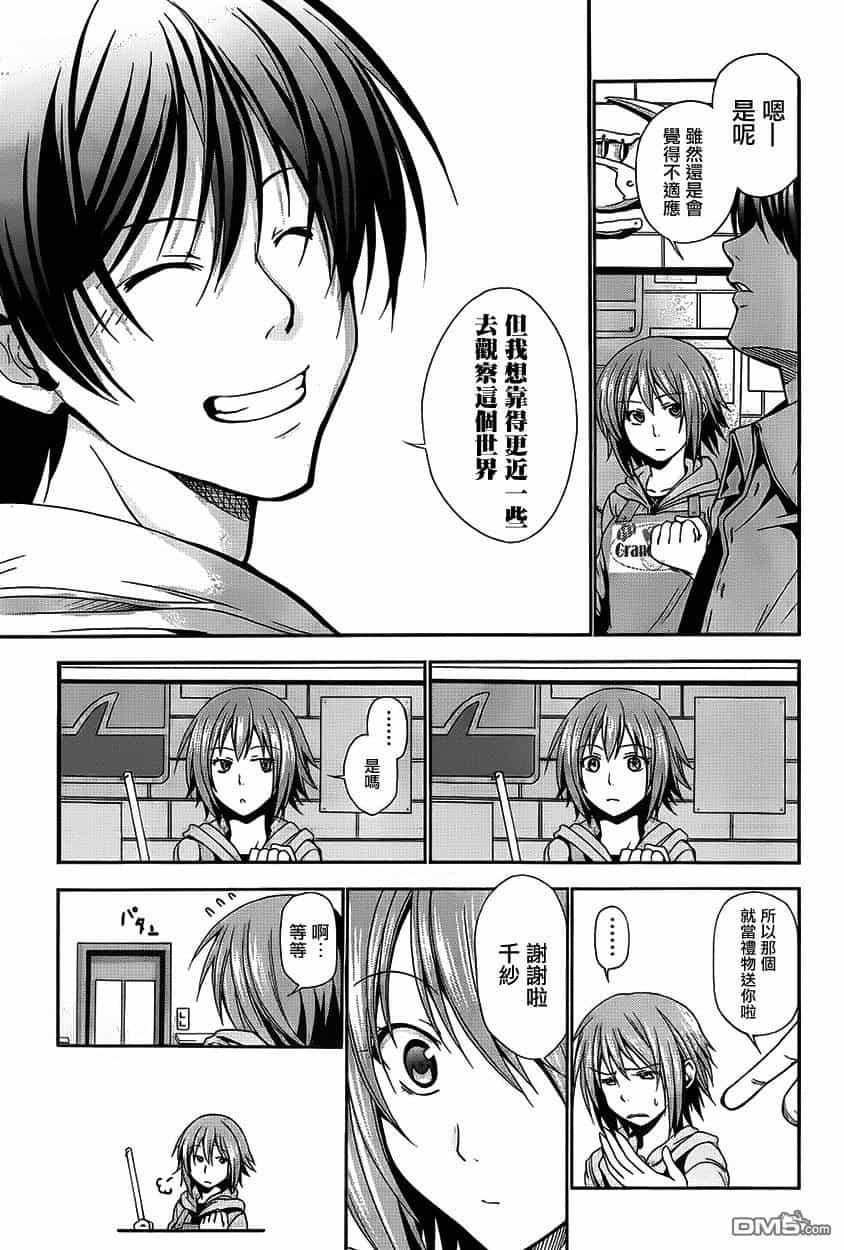 嗯—
是呢
雖然還是會
覺得不適應
Gran
但我想靠得更近一些
去觀察這個世界
……
是嗎
所以那個
就當禮物送你啦
……
謝謝啦
千紗
啊…
等等
パタン
DM5.com